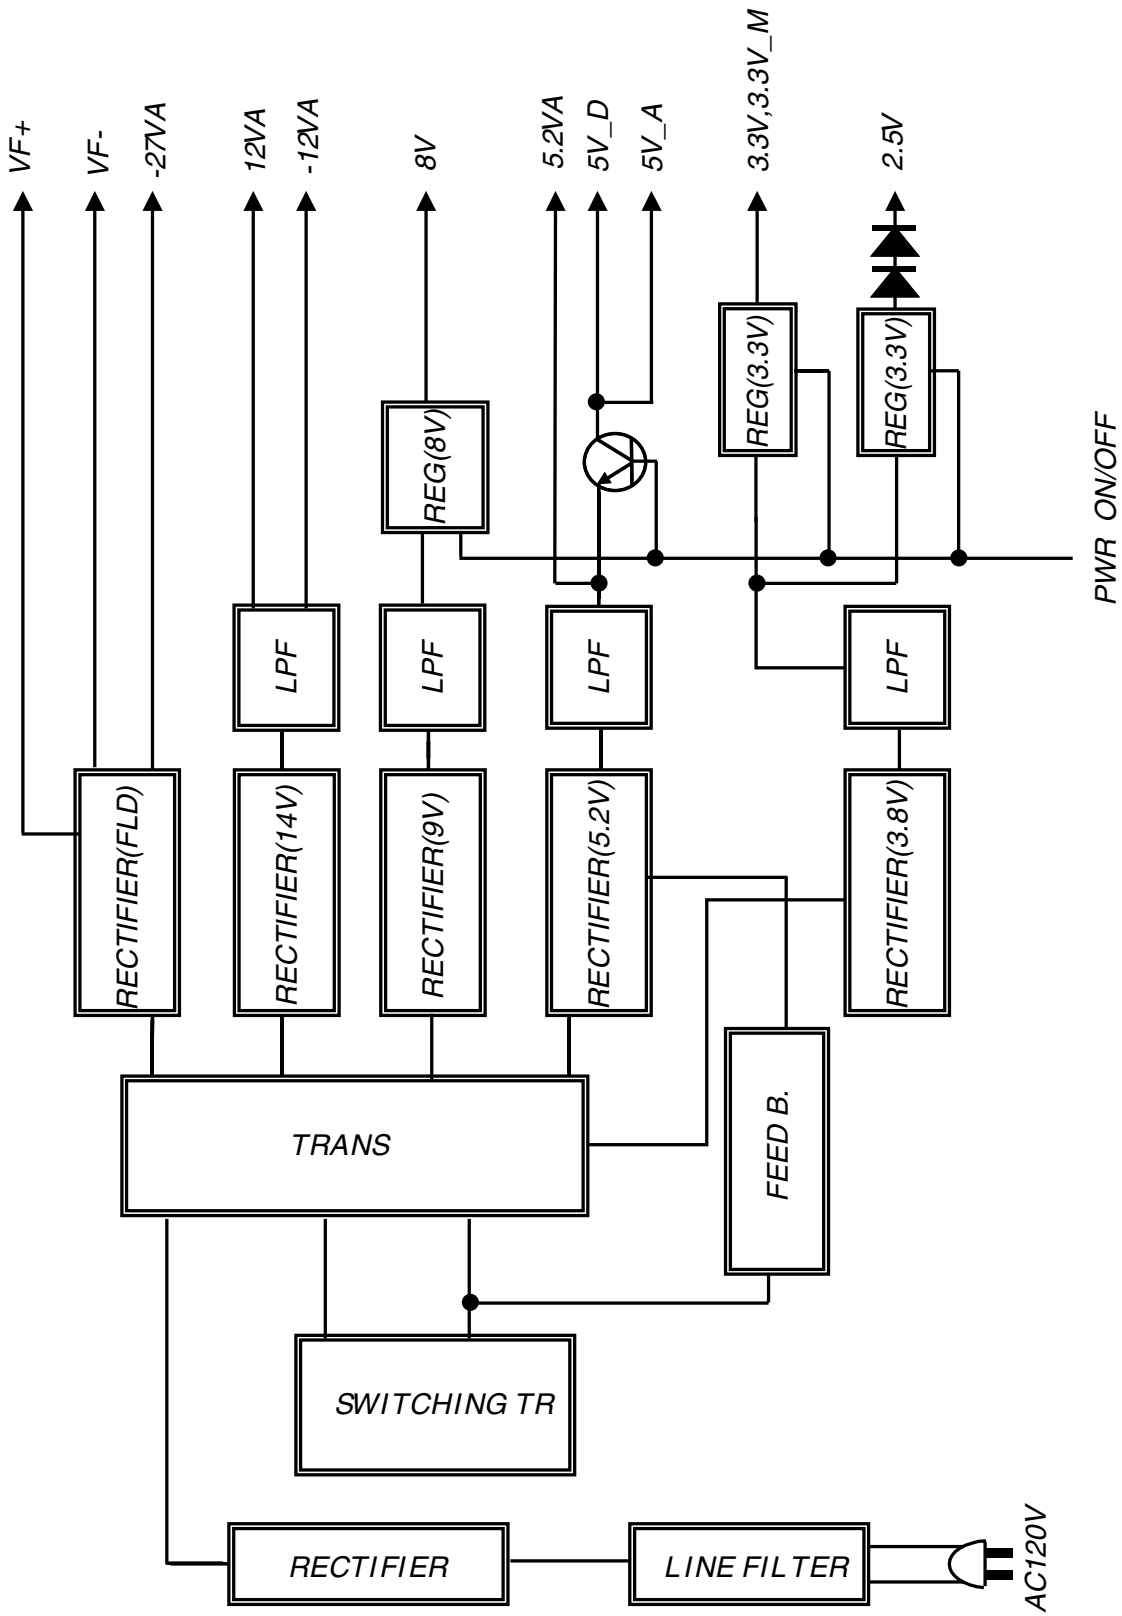 VF+
VF-
-27VA
12VA
-12VA
8V
5.2VA
5V_D
5V_A
3.3V,3.3V_M
2.5V
REG(8V)
REG(3.3V)
REG(3.3V)
PWR ON/OFF
LPF
LPF
LPF
LPF
RECTIFIER(FLD)
RECTIFIER(14V)
RECTIFIER(9V)
RECTIFIER(5.2V)
RECTIFIER(3.8V)
TRANS
FEED B.
SWITCHING TR
RECTIFIER
LINE FILTER
AC120V